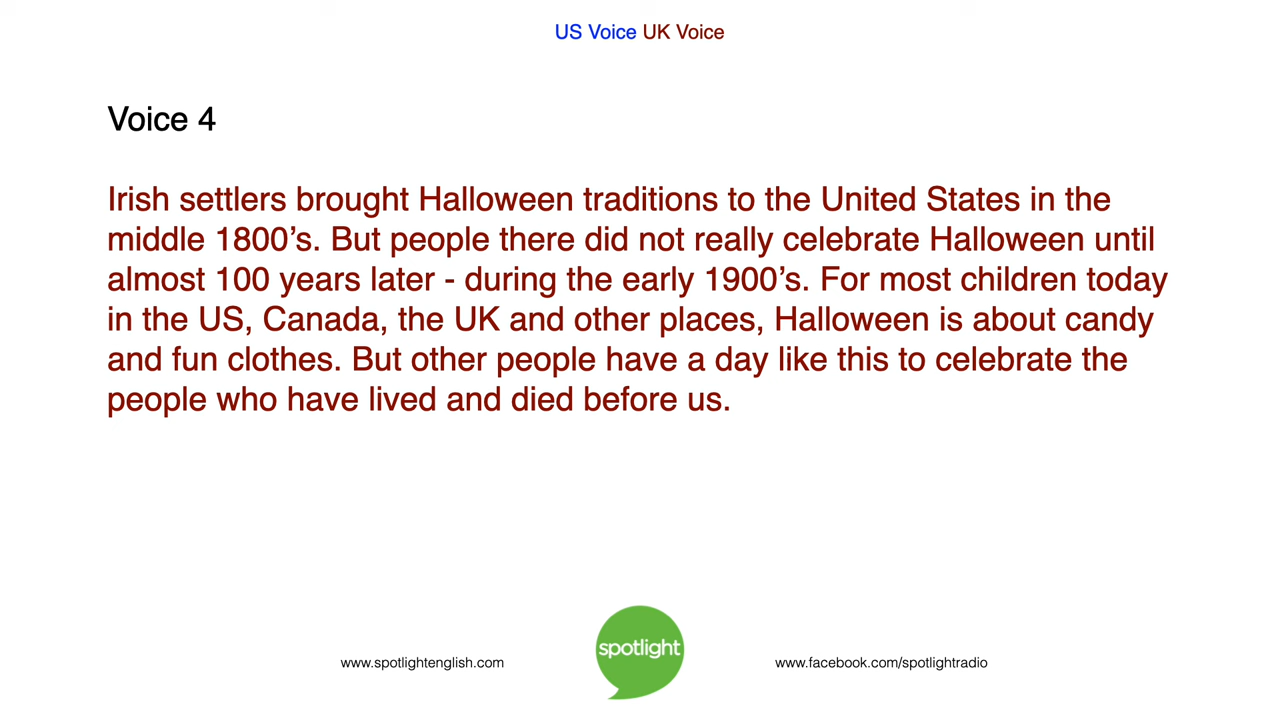 US Voice UK Voice
Voice 4
Irish settlers brought Halloween traditions to the United States in the
middle 1800’s. But people there did not really celebrate Halloween until
almost 100 years later - during the early 1900’s. For most children today
in the US, Canada, the UK and other places, Halloween is about candy
and fun clothes. But other people have a day like this to celebrate the
people who have lived and died before us.
www.spotlightenglish.com
spotlight
www.facebook.com/spotlightradio